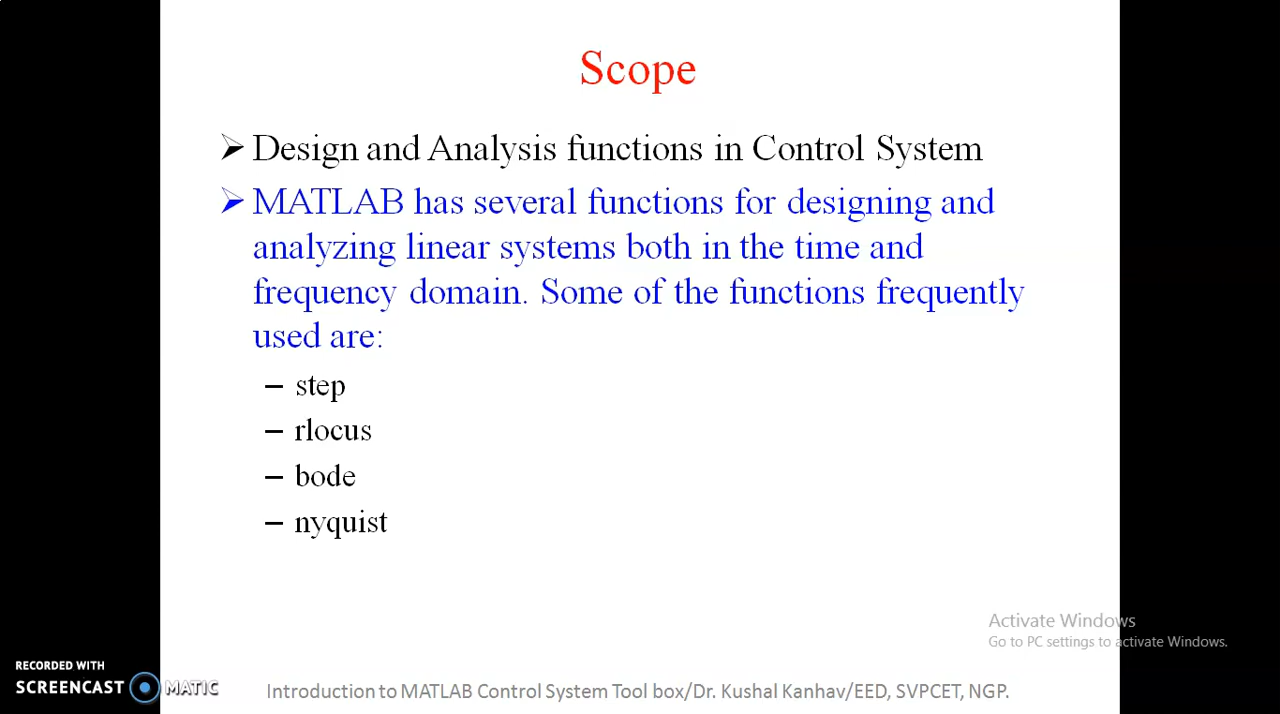 Scope
➢ Design and Analysis functions in Control System
➢ MATLAB has several functions for designing and
analyzing linear systems both in the time and
frequency domain. Some of the functions frequently
used are:
– step
– rlocus
– bode
– nyquist
Activate Windows
Go to PC settings to activate Windows.
RECORDED WITH
SCREENCAST MATIC
Introduction to MATLAB Control System Tool box/Dr. Kushal Kanhav/EED, SVPCET, NGP.